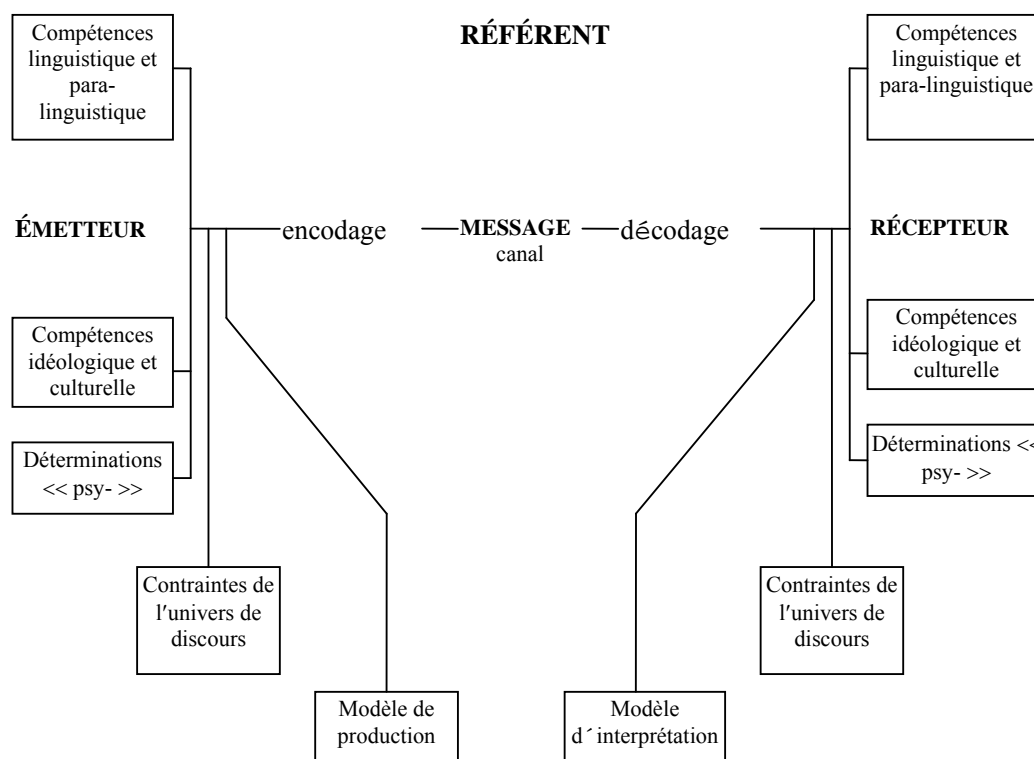 Compétences
linguistique et
para-
linguistique
RÉFÉRENT
Compétences
linguistique et
para-linguistique
ÉMETTEUR
encodage
MESSAGE
canal
décodage
RÉCEPTEUR
Compétences
idéologique et
culturelle
Compétences
idéologique et
culturelle
Déterminations
<< psy- >>
Déterminations <<
psy- >>
Contraintes de
l'univers de
discours
Contraintes de
l'univers de
discours
Modèle de
production
Modèle
d´interprétation